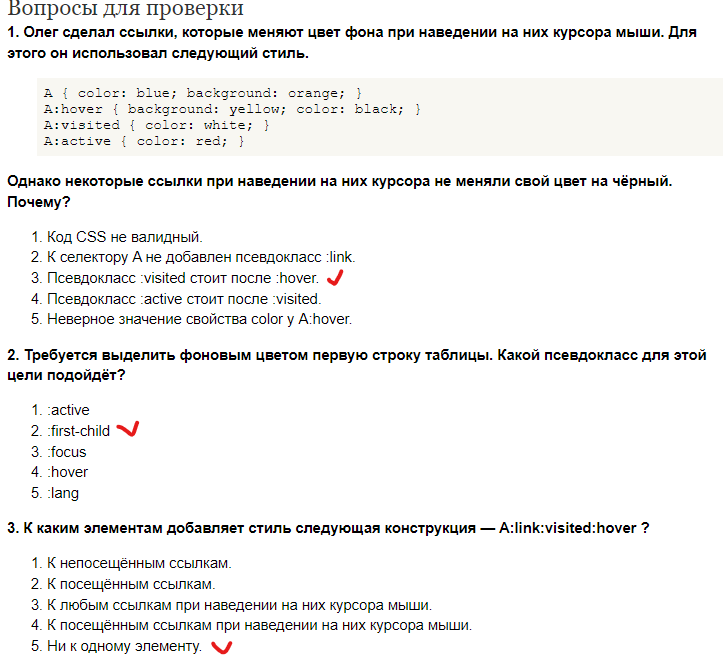 Вопросы для проверки
1. Олег сделал ссылки, которые меняют цвет фона при наведении на них курсора мыши. Для
этого он использовал следующий стиль.
A { color: blue; background: orange; }
A:hover { background: yellow; color: black; }
A:visited { color: white; }
A:active { color: red; }
Однако некоторые ссылки при наведении на них курсора не меняли свой цвет на чёрный.
Почему?
1. Код CSS не валидный.
2. К селектору A не добавлен псевдокласс :link.
3. Псевдокласс :visited стоит после :hover.
4. Псевдокласс :active стоит после :visited.
5. Неверное значение свойства color у A:hover.
2. Требуется выделить фоновым цветом первую строку таблицы. Какой псевдокласс для этой
цели подойдёт?
1. :active
2. :first-child
3. :focus
4. :hover
5. :lang
3. К каким элементам добавляет стиль следующая конструкция — A:link:visited:hover ?
1. К непосещённым ссылкам.
2. К посещённым ссылкам.
3. К любым ссылкам при наведении на них курсора мыши.
4. К посещённым ссылкам при наведении на них курсора мыши.
5. Ни к одному элементу.